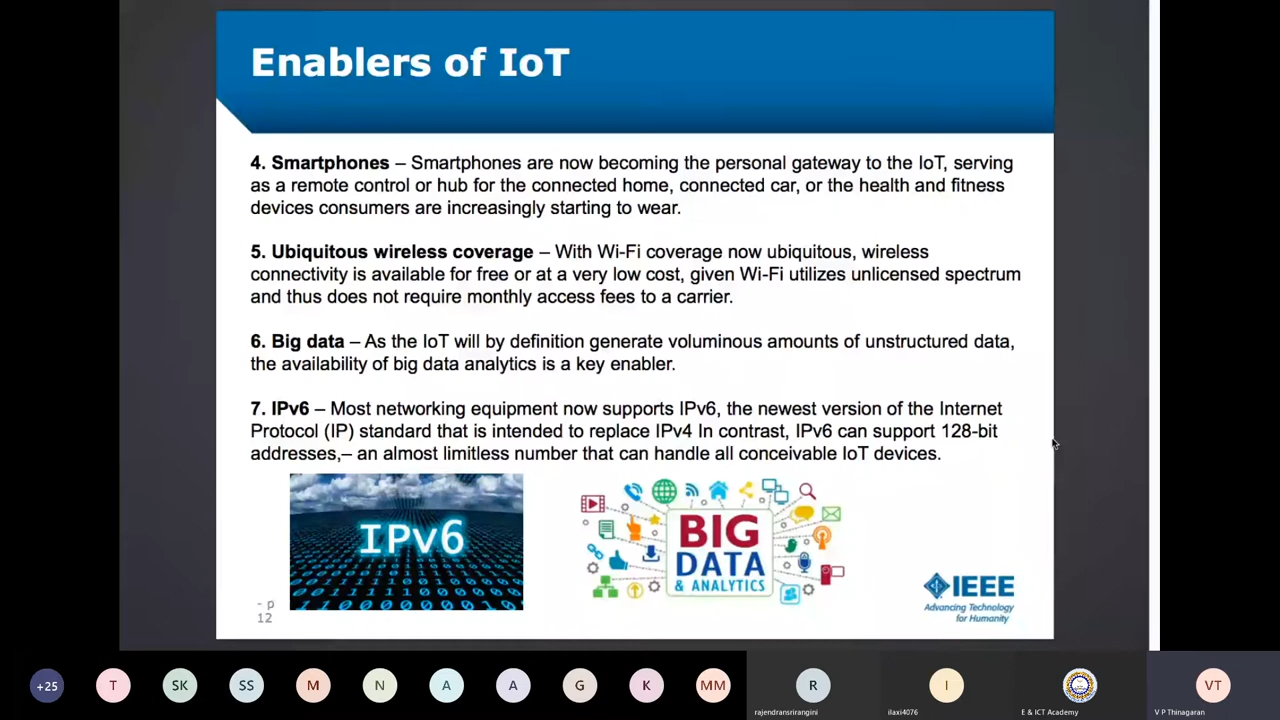 Enablers of IoT
4. Smartphones – Smartphones are now becoming the personal gateway to the IoT, serving
as a remote control or hub for the connected home, connected car, or the health and fitness
devices consumers are increasingly starting to wear.
5. Ubiquitous wireless coverage – With Wi-Fi coverage now ubiquitous, wireless
connectivity is available for free or at a very low cost, given Wi-Fi utilizes unlicensed spectrum
and thus does not require monthly access fees to a carrier.
6. Big data – As the IoT will by definition generate voluminous amounts of unstructured data,
the availability of big data analytics is a key enabler.
7. IPv6 – Most networking equipment now supports IPv6, the newest version of the Internet
Protocol (IP) standard that is intended to replace IPv4 In contrast, IPv6 can support 128-bit
addresses,– an almost limitless number that can handle all conceivable IoT devices.
IPv6
BIG
DATA
& ANALYTICS
IEEE
Advancing Technology
for Humanity
- p
12
+25
T
SK
SS
M
N
A
A
G
K
MM
R
I
VT
rajendransrirangini
ilaxi4076
E & ICT Academy
V P Thinagaran